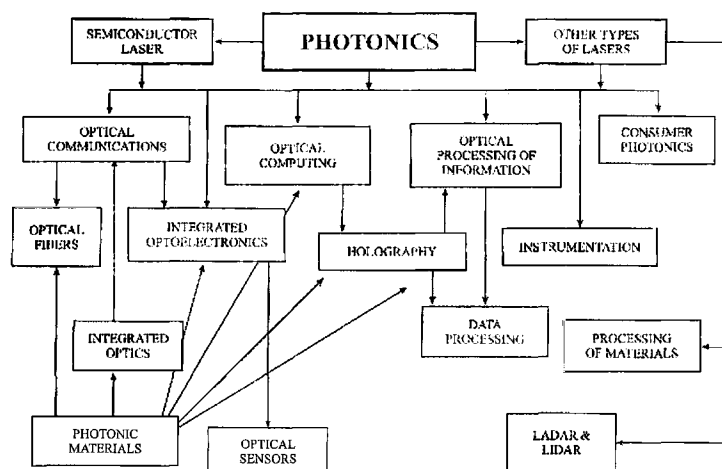 SEMICONDUCTOR
LASER
PHOTONICS
OTHER TYPES
OF LASERS
OPTICAL
COMMUNICATIONS
OPTICAL
COMPUTING
OPTICAL
PROCESSING OF
INFORMATION
CONSUMER
PHOTONICS
OPTICAL
FIBERS
INTEGRATED
OPTOELECTRONICS
HOLOGRAPHY
INSTRUMENTATION
INTEGRATED
OPTICS
DATA
PROCESSING
PROCESSING
OF MATERIALS
PHOTONIC
MATERIALS
OPTICAL
SENSORS
LADAR &
LIDAR